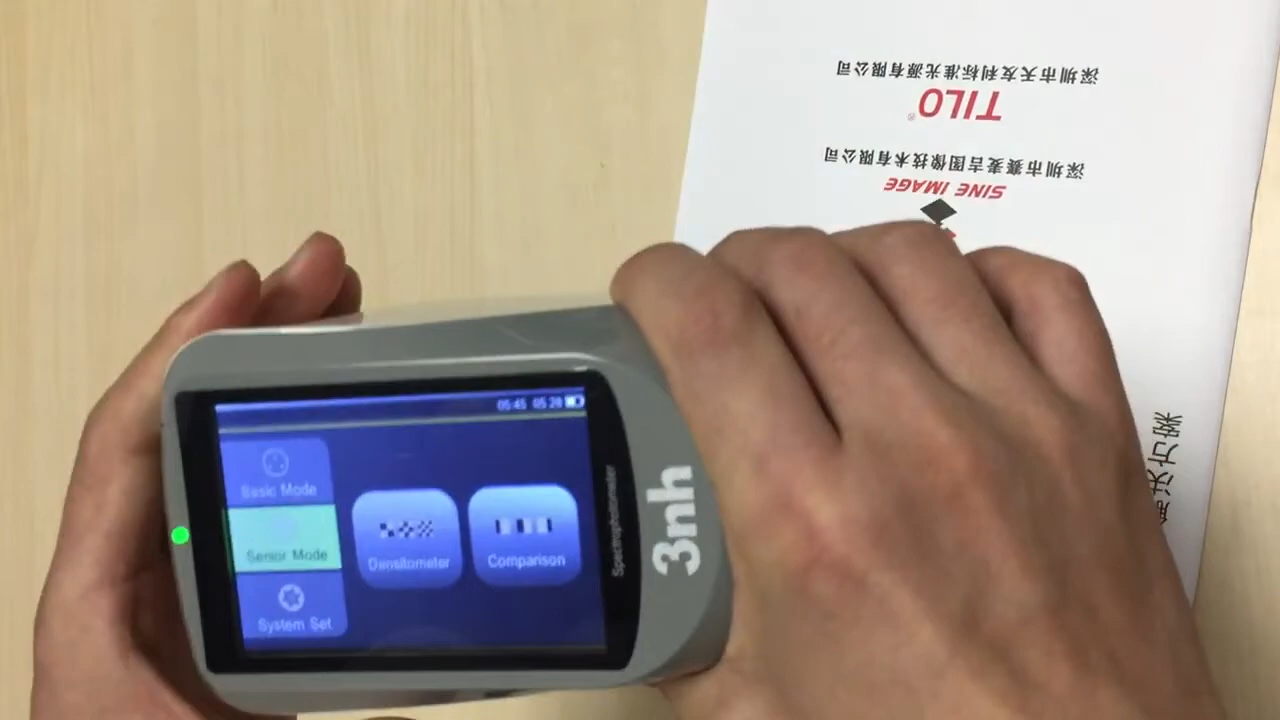 深圳市天友利标准光源有限公司
TILO®
深圳市赛麦吉图像技术有限公司
SINE IMAGE
05:45 05 28
Basic Mode
Senior Mode
System Set
Densitometer
Comparison
Spectrophotometer
3nh